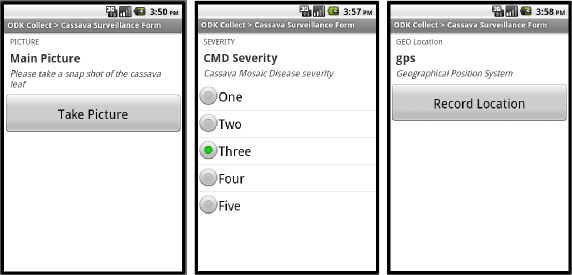 3:50 PM
ODK Collect > Cassava Surveillance Form
PICTURE
Main Picture
Please take a snap shot of the cassava
leaf
Take Picture
3:57 PM
ODK Collect > Cassava Surveillance Form
SEVERITY
CMD Severity
Cassava Mosaic Disease severity
One
Two
Three
Four
Five
3:58 PM
ODK Collect > Cassava Surveillance Form
GEO Location
gps
Geographical Position System
Record Location